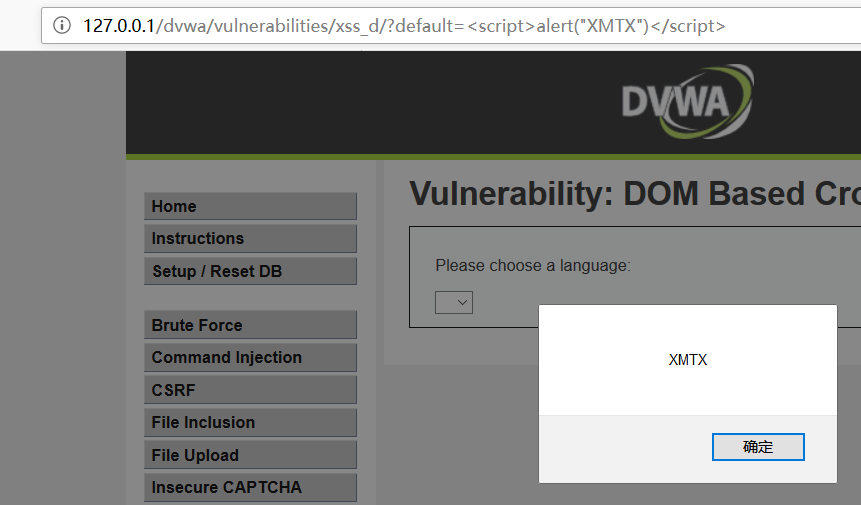 127.0.0.1/dvwa/vulnerabilities/xss_d/?default=<script>alert("XMTX")</script>
DVWA
Vulnerability: DOM Based Cro
Home
Instructions
Setup / Reset DB
Brute Force
Command Injection
CSRF
File Inclusion
File Upload
Insecure CAPTCHA
Please choose a language:
XMTX
确定